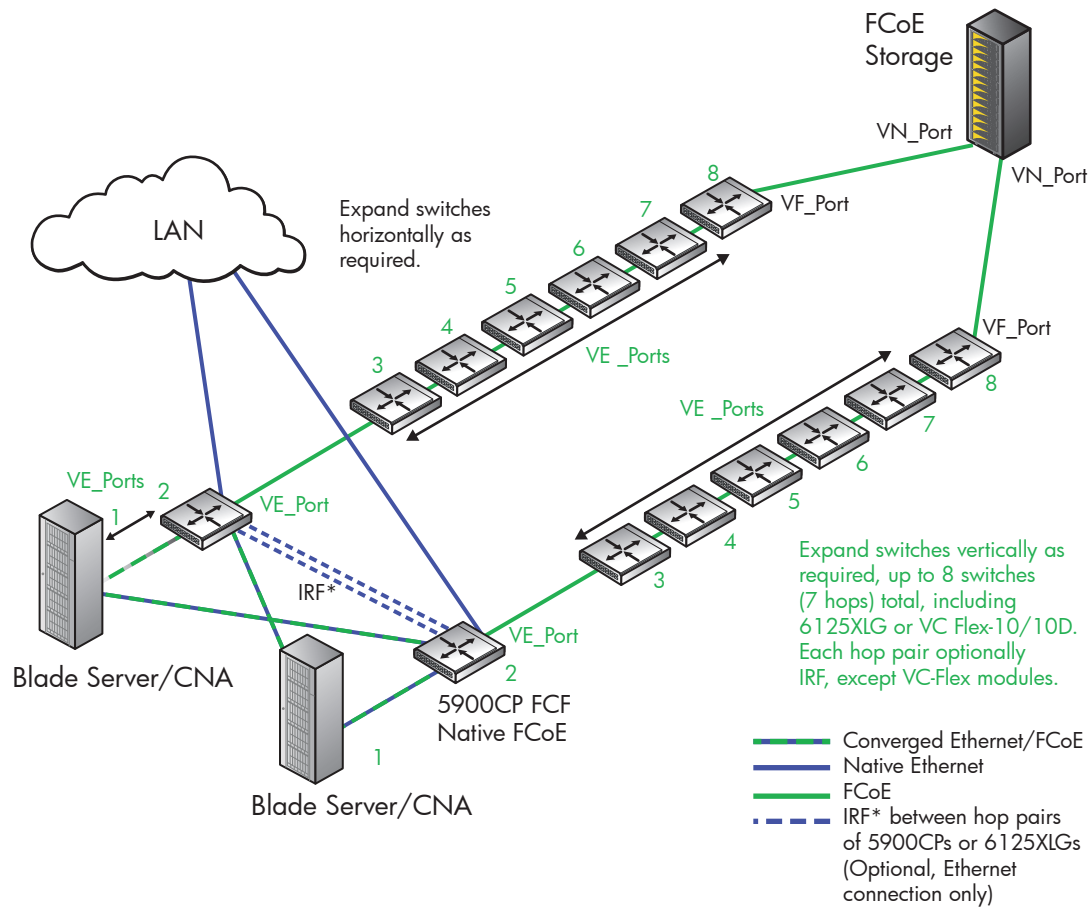 FCoE
Storage
VN_Port
VN_Port
8
VF_Port
7
6
5
4
3
LAN
Expand switches
horizontally as
required.
VE _Ports
VF_Port
8
7
6
5
4
3
VE _Ports
VE_Ports
1
2
VE_Port
IRF*
VE_Port
2
Blade Server/CNA
5900CP FCF
Native FCoE
1
Blade Server/CNA
Expand switches vertically as
required, up to 8 switches
(7 hops) total, including
6125XLG or VC Flex-10/10D.
Each hop pair optionally
IRF, except VC-Flex modules.
Converged Ethernet/FCoE
Native Ethernet
FCoE
IRF* between hop pairs
of 5900CPs or 6125XLGs
(Optional, Ethernet
connection only)